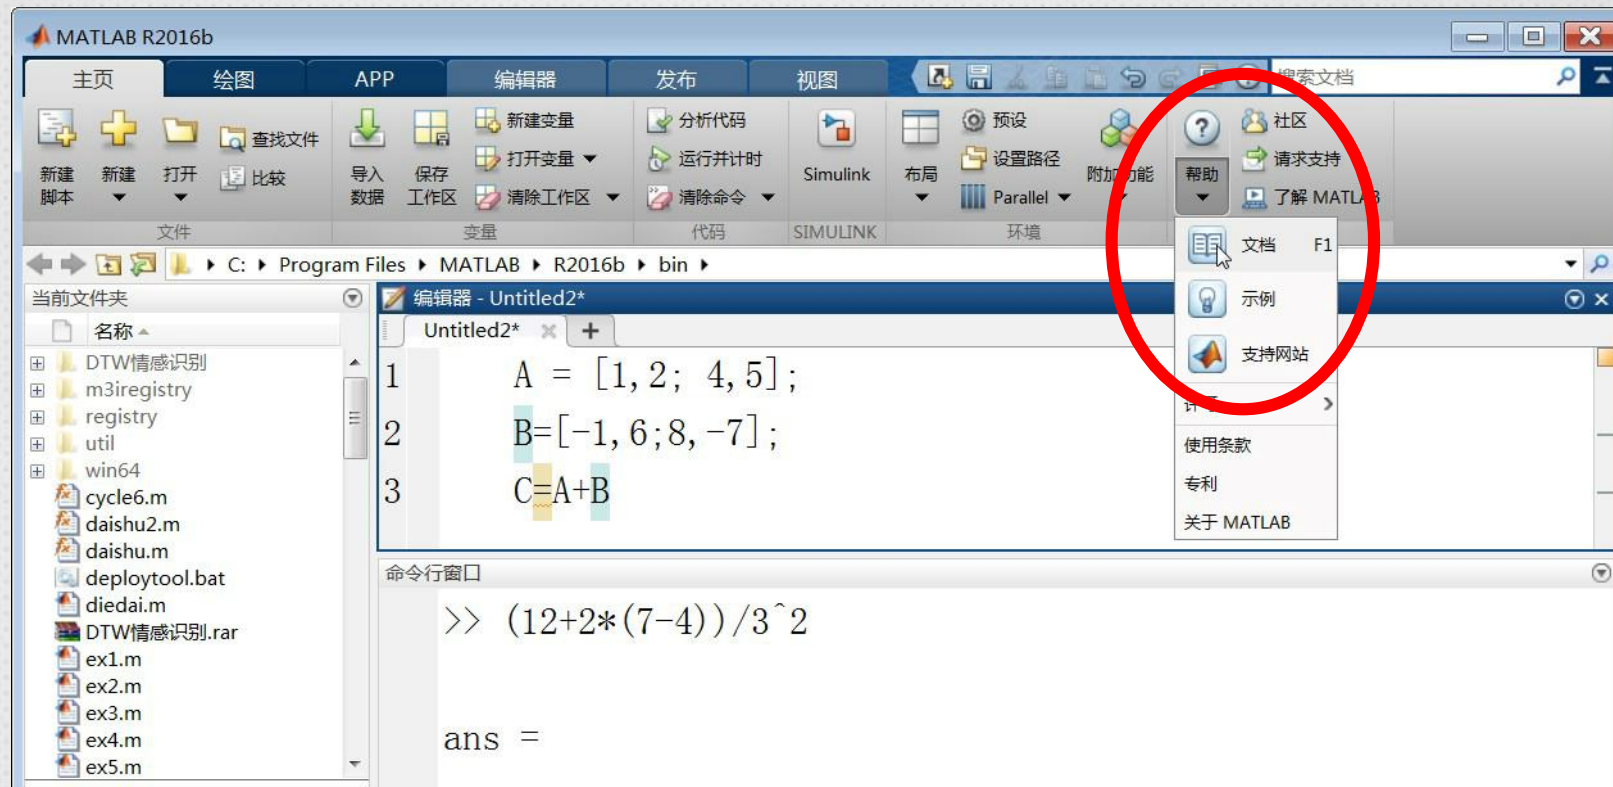 MATLAB R2016b
主页 绘图 APP 编辑器 发布 视图 搜索文档
新建脚本 新建 打开 查找文件 比较
导入数据 保存工作区 新建变量 打开变量 清除工作区
分析代码 运行并计时 清除命令
Simulink
布局 预设 设置路径 Parallel 附加功能
帮助 社区 请求支持 了解 MATLAB
文件 变量 代码 SIMULINK 环境
C: Program Files MATLAB R2016b bin
当前文件夹
名称
DTW情感识别
m3iregistry
registry
util
win64
cycle6.m
daishu2.m
daishu.m
deploytool.bat
diedai.m
DTW情感识别.rar
ex1.m
ex2.m
ex3.m
ex4.m
ex5.m
编辑器 - Untitled2*
Untitled2*
1 A = [1,2; 4,5];
2 B=[-1,6;8,-7];
3 C=A+B
文档 F1
示例
支持网站
使用条款
专利
关于 MATLAB
命令行窗口
>> (12+2*(7-4))/3^2
ans =